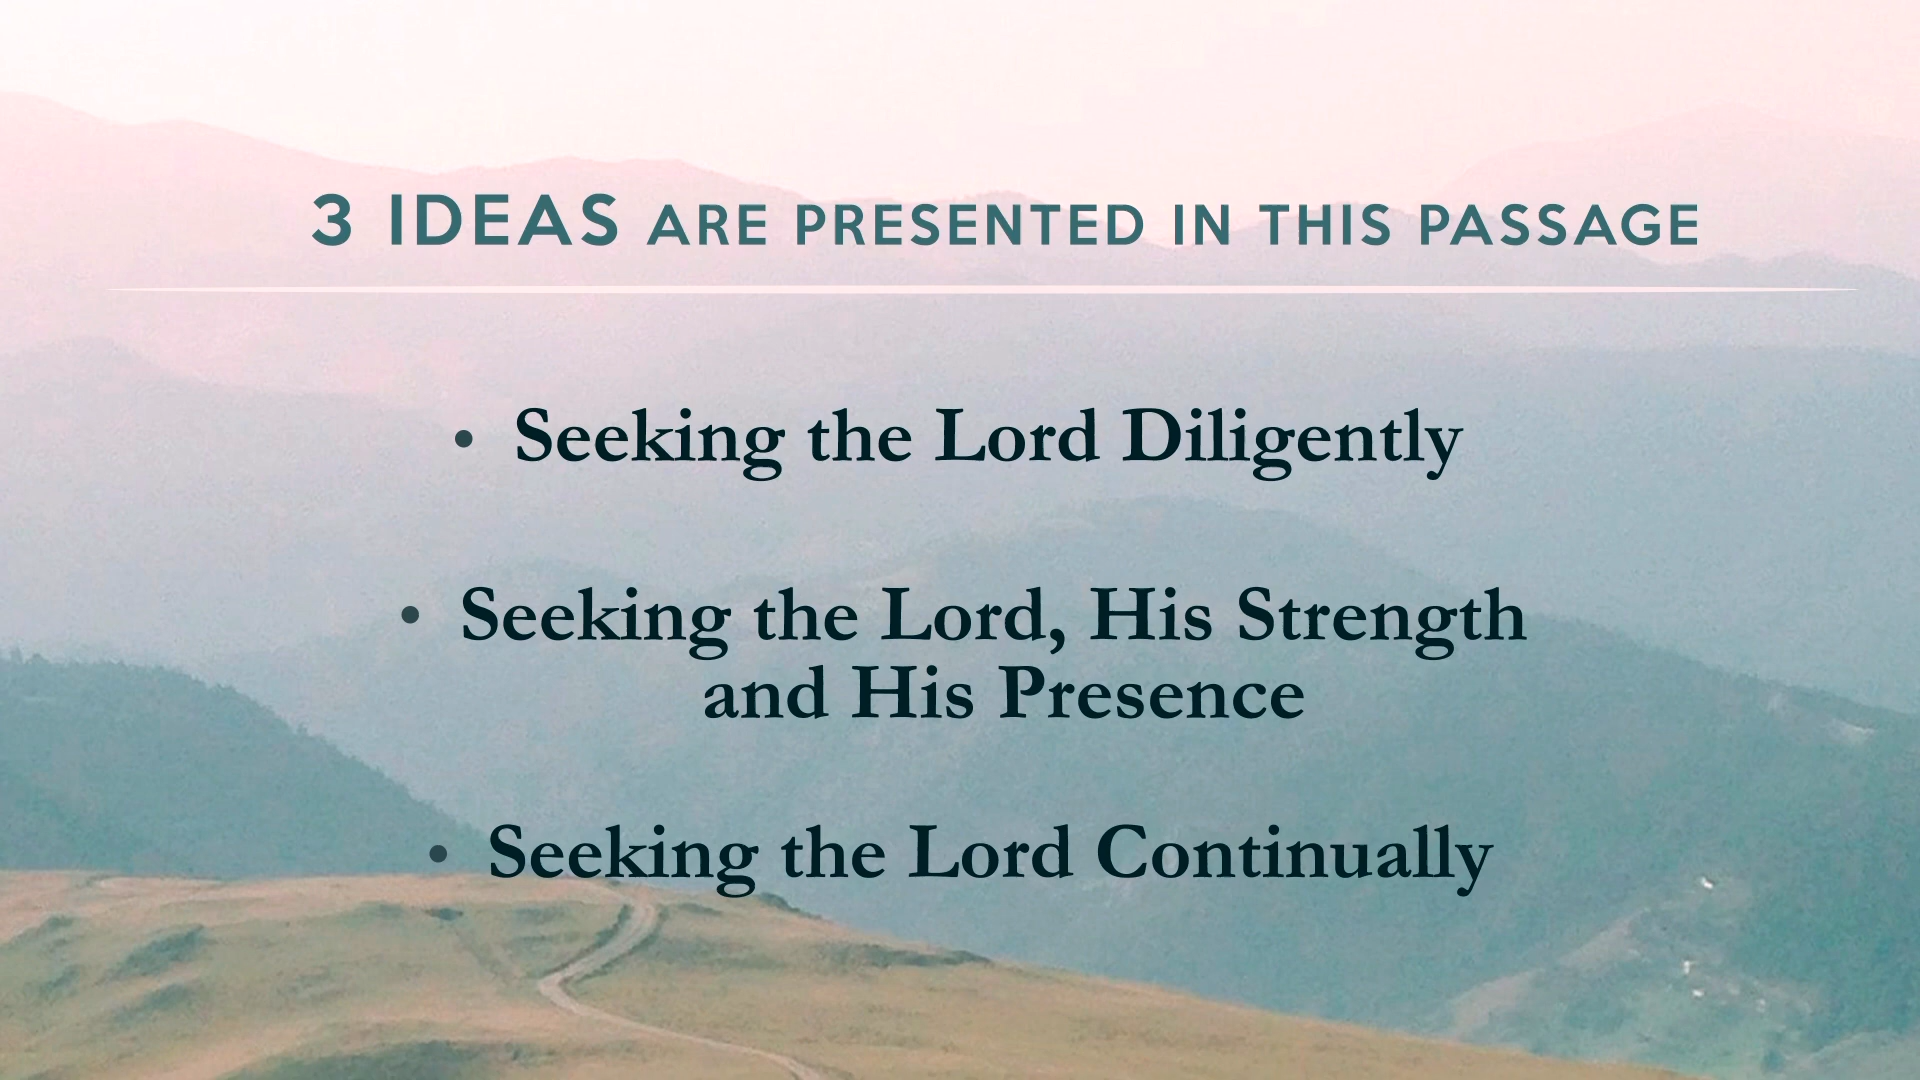 3 IDEAS ARE PRESENTED IN THIS PASSAGE
• Seeking the Lord Diligently
• Seeking the Lord, His Strength
and His Presence
• Seeking the Lord Continually